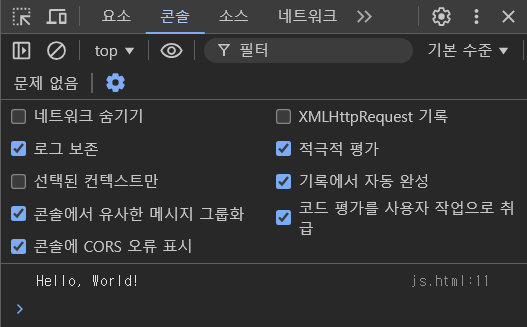 요소 콘솔 소스 네트워크
top 필터 기본 수준
문제 없음
네트워크 숨기기 XMLHttpRequest 기록
로그 보존 적극적 평가
선택된 컨텍스트만 기록에서 자동 완성
콘솔에서 유사한 메시지 그룹화 코드 평가를 사용자 작업으로 취
급
콘솔에 CORS 오류 표시
Hello, World! js.html:11